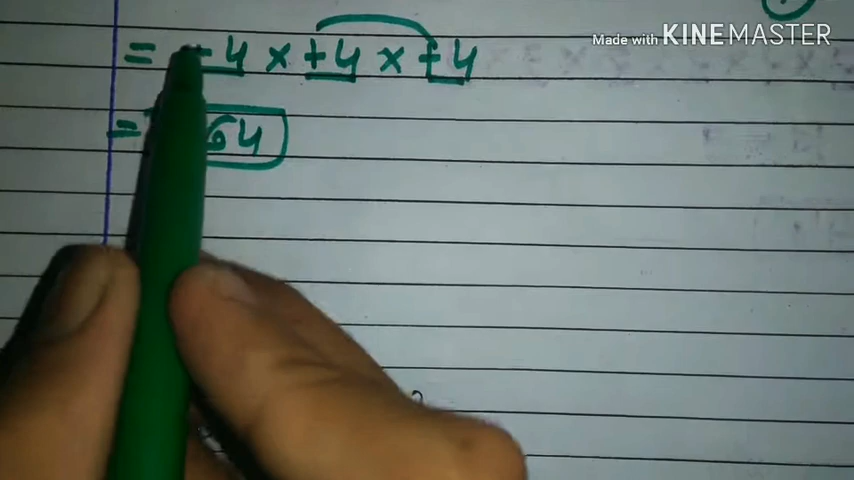 Made with KINEMASTER
= -4 × +4 × +4
= 64